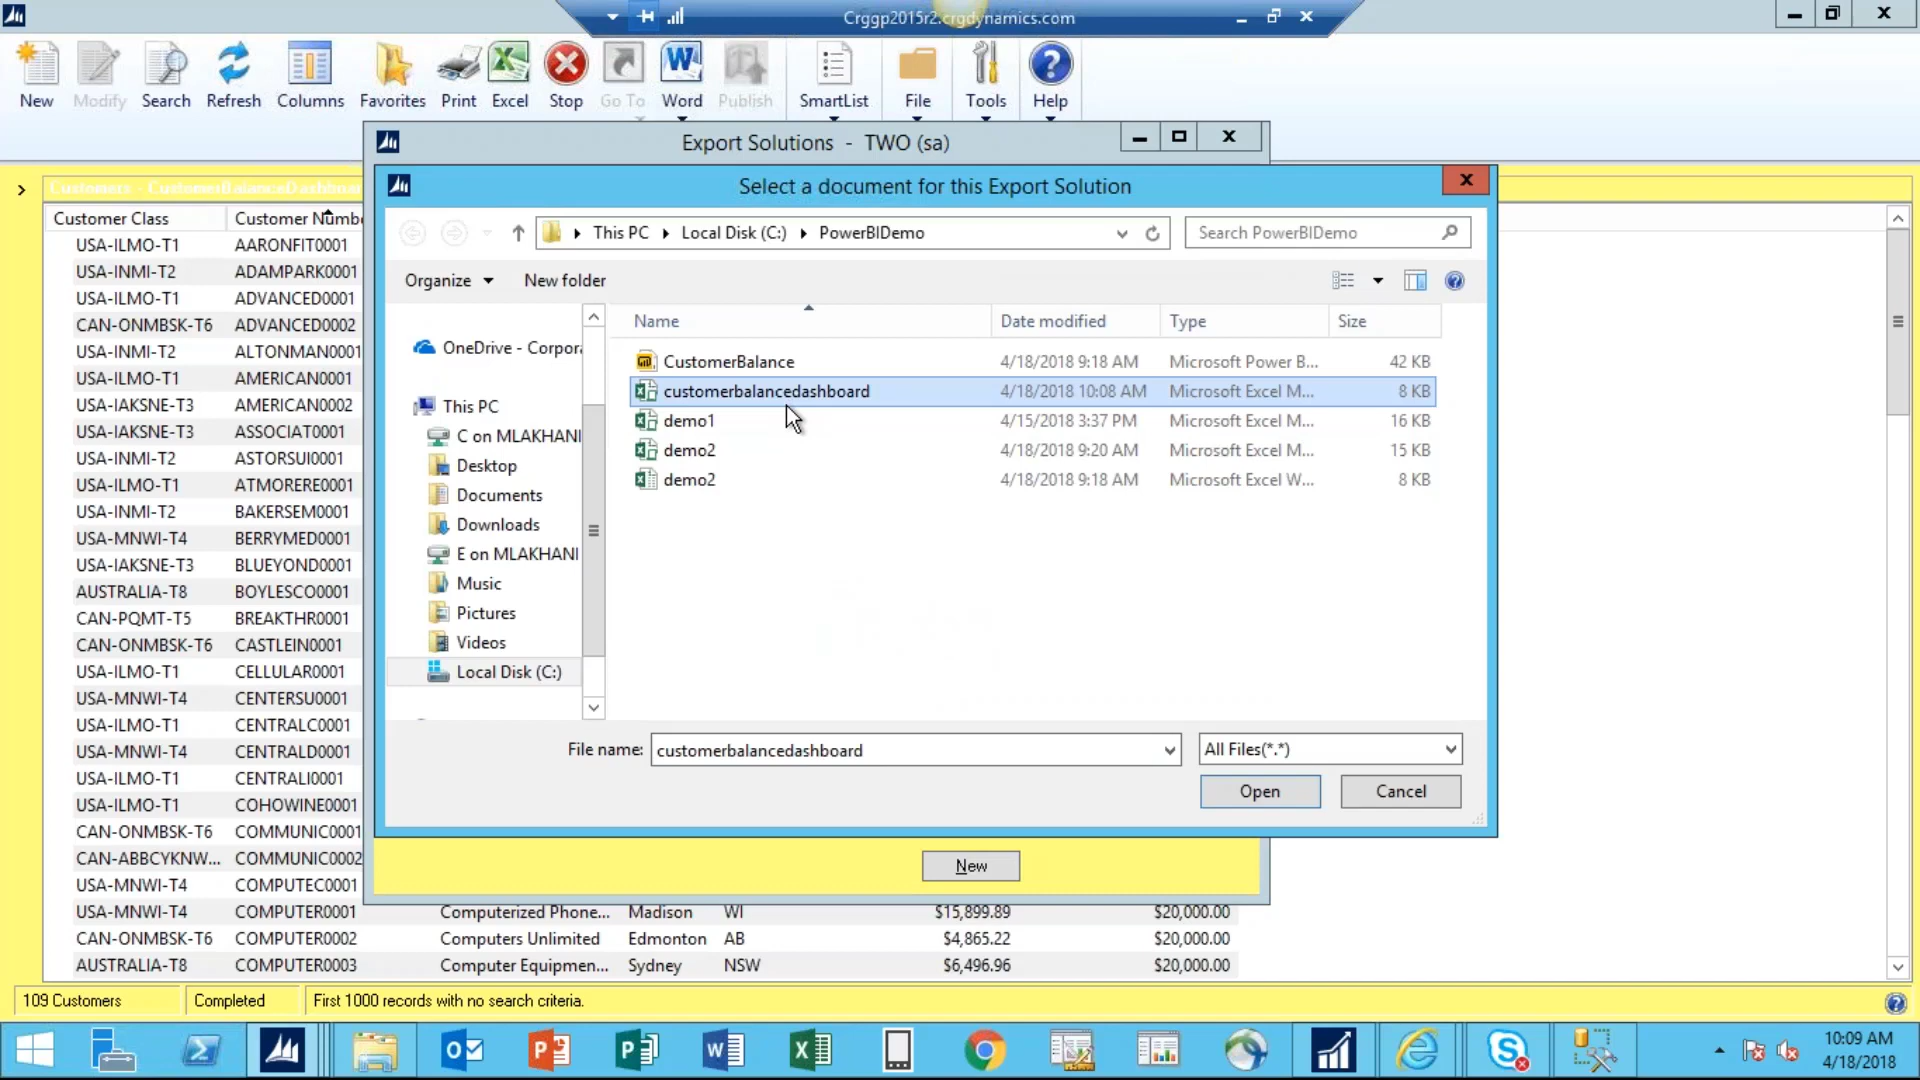 Crggp2015r2.crgdynamics.com
New
Modify
Search
Refresh
Columns
Favorites
Print
Excel
Stop
Go To
Word
Publish
SmartList
File
Tools
Help
Export Solutions - TWO (sa)
Select a document for this Export Solution
This PC
Local Disk (C:)
PowerBIDemo
Search PowerBIDemo
Organize
New folder
Name
Date modified
Type
Size
CustomerBalance 4/18/2018 9:18 AM Microsoft Power B... 42 KB
customerbalancedashboard 4/18/2018 10:08 AM Microsoft Excel M... 8 KB
demo1 4/15/2018 3:37 PM Microsoft Excel M... 16 KB
demo2 4/18/2018 9:20 AM Microsoft Excel M... 15 KB
demo2 4/18/2018 9:18 AM Microsoft Excel W... 8 KB
OneDrive - Corpor
This PC
C on MLAKHANI
Desktop
Documents
Downloads
E on MLAKHANI
Music
Pictures
Videos
Local Disk (C:)
File name: customerbalancedashboard
All Files(*.*)
Open
Cancel
New
Customers - CustomerBalanceDashboar
Customer Class Customer Numb
USA-ILMO-T1 AARONFIT0001
USA-INMI-T2 ADAMPARK0001
USA-ILMO-T1 ADVANCED0001
CAN-ONMBSK-T6 ADVANCED0002
USA-INMI-T2 ALTONMAN0001
USA-ILMO-T1 AMERICAN0001
USA-IAKSNE-T3 AMERICAN0002
USA-IAKSNE-T3 ASSOCIAT0001
USA-INMI-T2 ASTORSUI0001
USA-ILMO-T1 ATMORERE0001
USA-INMI-T2 BAKERSEM0001
USA-MNWI-T4 BERRYMED0001
USA-IAKSNE-T3 BLUEYOND0001
AUSTRALIA-T8 BOYLESCO0001
CAN-PQMT-T5 BREAKTHR0001
CAN-ONMBSK-T6 CASTLEIN0001
USA-ILMO-T1 CELLULAR0001
USA-MNWI-T4 CENTERSU0001
USA-ILMO-T1 CENTRALC0001
USA-MNWI-T4 CENTRALD0001
USA-ILMO-T1 CENTRALI0001
USA-ILMO-T1 COHOWINE0001
CAN-ONMBSK-T6 COMMUNIC0001
CAN-ABBCYKNW... COMMUNIC0002
USA-MNWI-T4 COMPUTEC0001
USA-MNWI-T4 COMPUTER0001 Computerized Phone... Madison WI $15,899.89 $20,000.00
CAN-ONMBSK-T6 COMPUTER0002 Computers Unlimited Edmonton AB $4,865.22 $20,000.00
AUSTRALIA-T8 COMPUTER0003 Computer Equipmen... Sydney NSW $6,496.96 $20,000.00
109 Customers
Completed
First 1000 records with no search criteria.
10:09 AM
4/18/2018